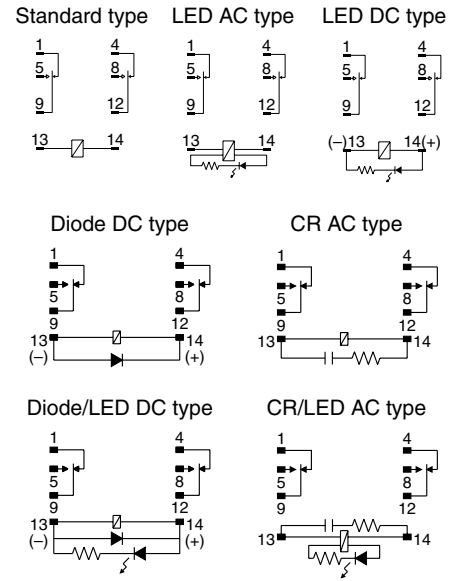 Standard type LED AC type LED DC type
1 4 1 4 1 4
5 8 5 8 5 8
9 12 9 12 9 12
13 14 13 14 (–)13 14(+)
Diode DC type CR AC type
1 4 1 4
5 8 5 8
9 12 9 12
13 14 13 14
(–) (+)
Diode/LED DC type CR/LED AC type
1 4 1 4
5 8 5 8
9 12 9 12
13 14 13 14
(–) (+)